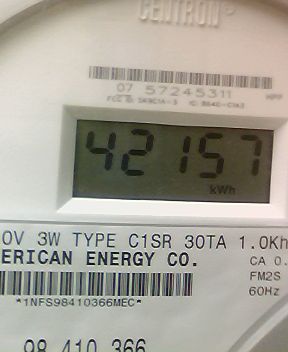 CENTRON®
07 57245311
42157
kWh
0V 3W TYPE C1SR 30TA 1.0Kh
ERICAN ENERGY CO.
CA 0.
FM2S
*1NFS98410366MEC*
60Hz
98 410 366